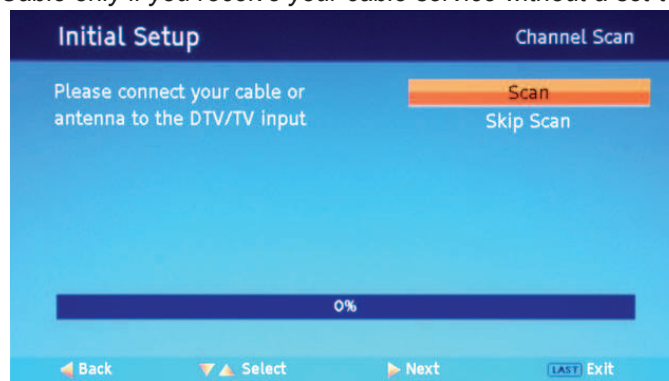 Initial Setup
Channel Scan
Please connect your cable or
antenna to the DTV/TV input
Scan
Skip Scan
0%
Back
Select
Next
LAST Exit